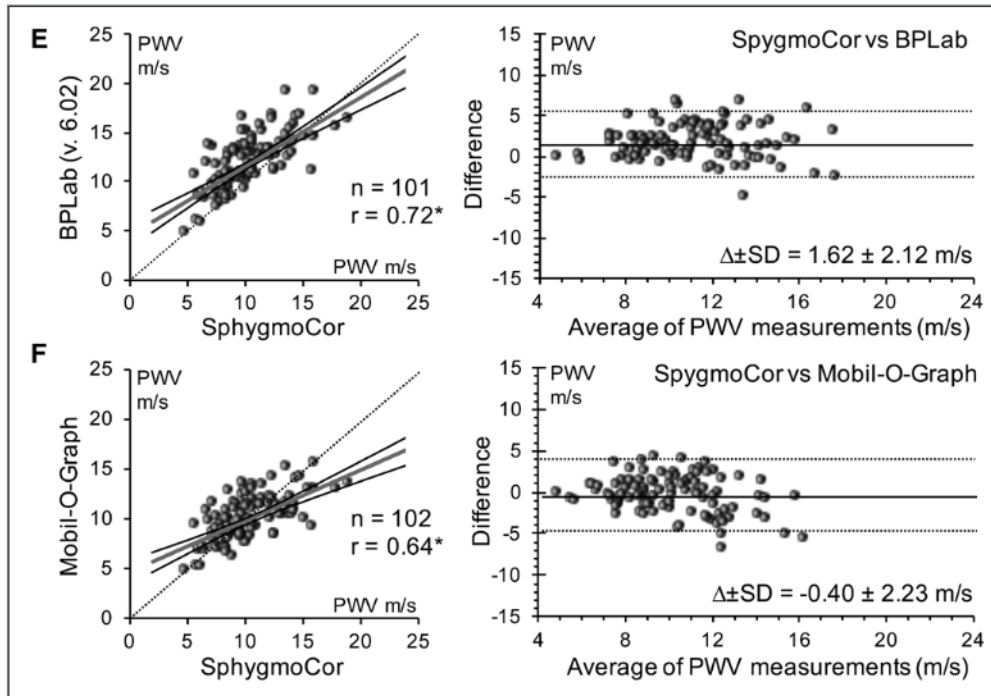 E
25
20
15
10
5
0
PWV
m/s
BPLab (v. 6.02)
n = 101
r = 0.72*
PWV m/s
0 5 10 15 20 25
SphygmoCor
15
10
5
0
-5
-10
-15
PWV
m/s
SpygmoCor vs BPLab
Difference
Δ±SD = 1.62 ± 2.12 m/s
4 8 12 16 20 24
Average of PWV measurements (m/s)
F
25
20
15
10
5
0
PWV
m/s
Mobil-O-Graph
n = 102
r = 0.64*
PWV m/s
0 5 10 15 20 25
SphygmoCor
15
10
5
0
-5
-10
-15
PWV
m/s
SpygmoCor vs Mobil-O-Graph
Difference
Δ±SD = -0.40 ± 2.23 m/s
4 8 12 16 20 24
Average of PWV measurements (m/s)